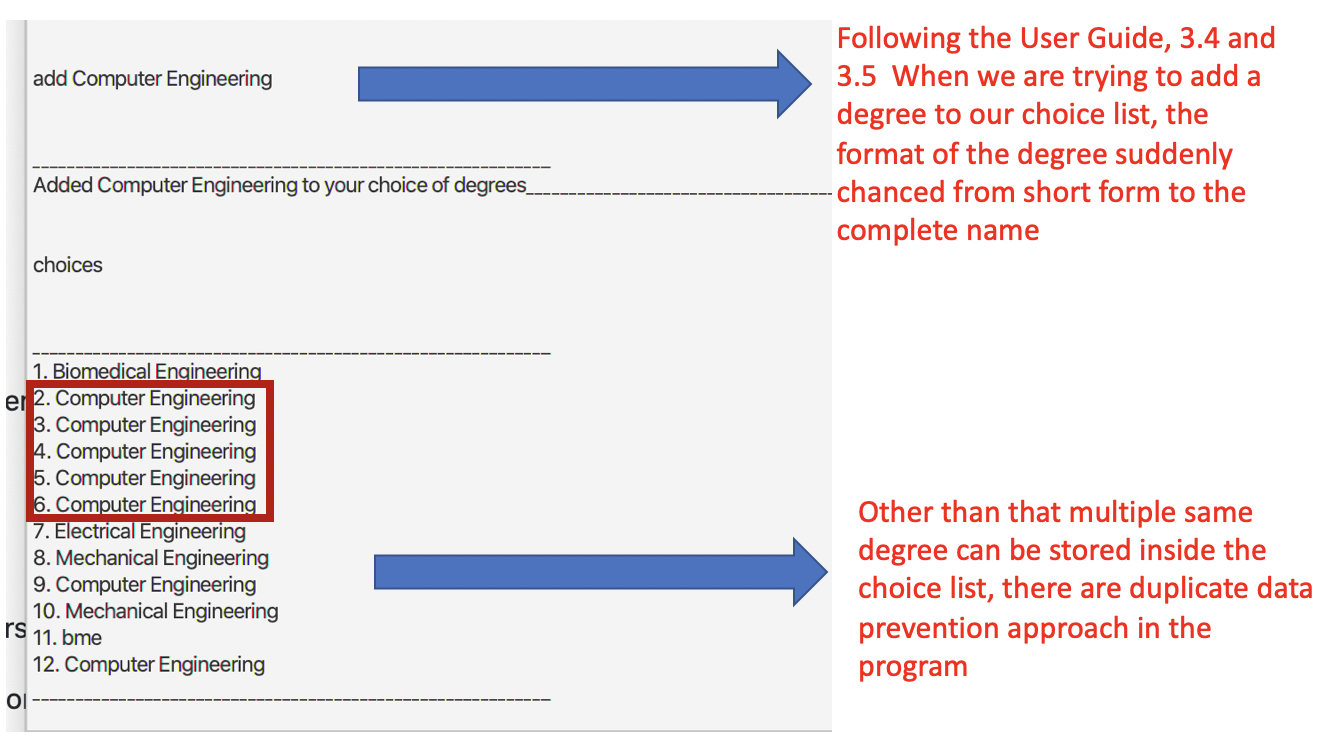 add Computer Engineering
Following the User Guide, 3.4 and
3.5 When we are trying to add a
degree to our choice list, the
format of the degree suddenly
chanced from short form to the
complete name
____________________________________________________________
Added Computer Engineering to your choice of degrees____________________________________
choices
____________________________________________________________
1. Biomedical Engineering
2. Computer Engineering
3. Computer Engineering
4. Computer Engineering
5. Computer Engineering
6. Computer Engineering
7. Electrical Engineering
8. Mechanical Engineering
9. Computer Engineering
10. Mechanical Engineering
11. bme
12. Computer Engineering
____________________________________________________________
Other than that multiple same
degree can be stored inside the
choice list, there are duplicate data
prevention approach in the
program
er
rs